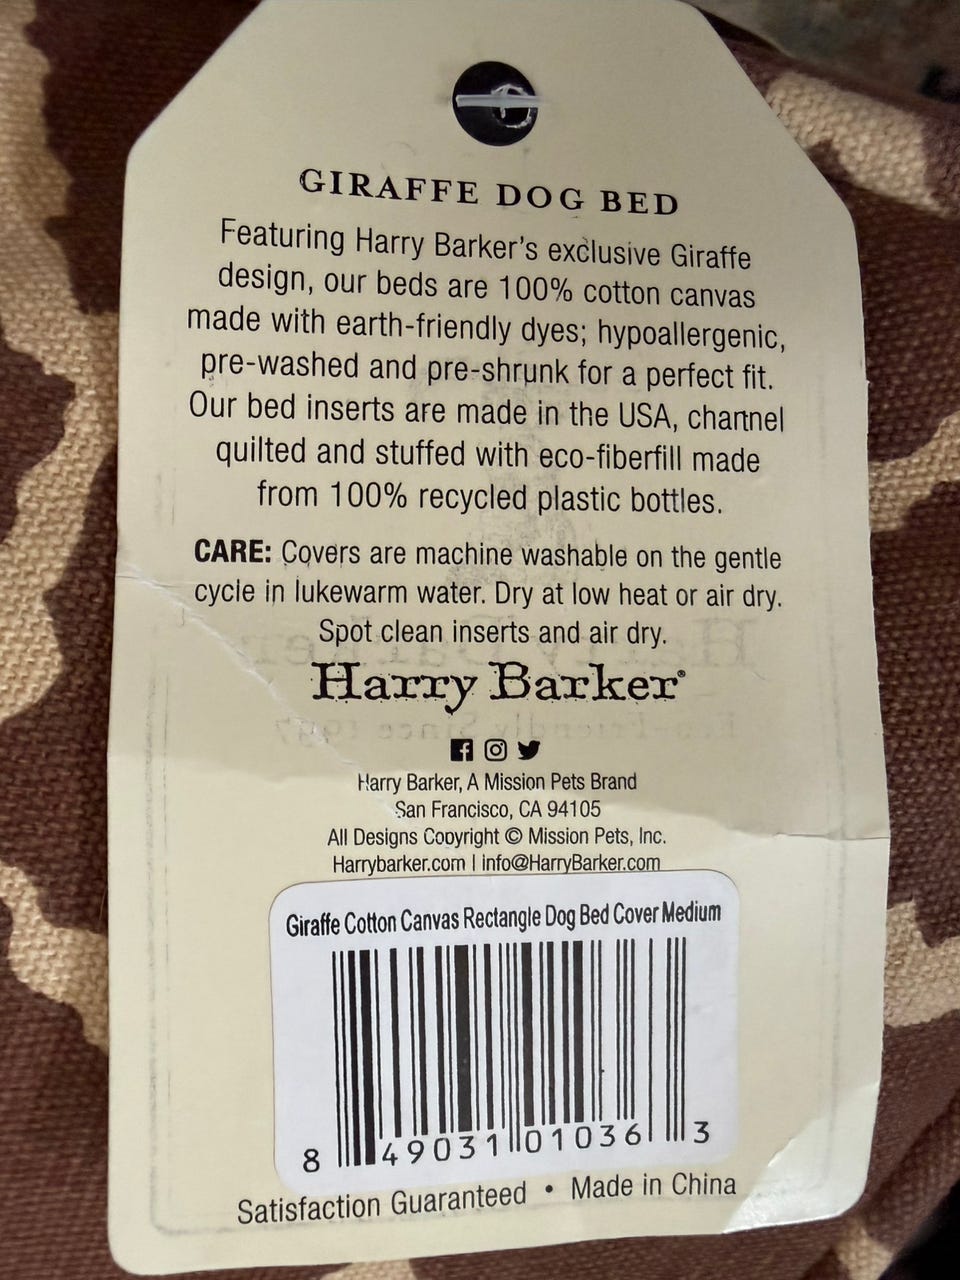 GIRAFFE DOG BED
Featuring Harry Barker's exclusive Giraffe
design, our beds are 100% cotton canvas
made with earth-friendly dyes; hypoallergenic,
pre-washed and pre-shrunk for a perfect fit.
Our bed inserts are made in the USA, channel
quilted and stuffed with eco-fiberfill made
from 100% recycled plastic bottles.
CARE: Covers are machine washable on the gentle
cycle in lukewarm water. Dry at low heat or air dry.
Spot clean inserts and air dry.
Harry Barker®
Harry Barker, A Mission Pets Brand
San Francisco, CA 94105
All Designs Copyright © Mission Pets, Inc.
Harrybarker.com | info@HarryBarker.com
Giraffe Cotton Canvas Rectangle Dog Bed Cover Medium
8 49031 01036 3
Satisfaction Guaranteed • Made in China